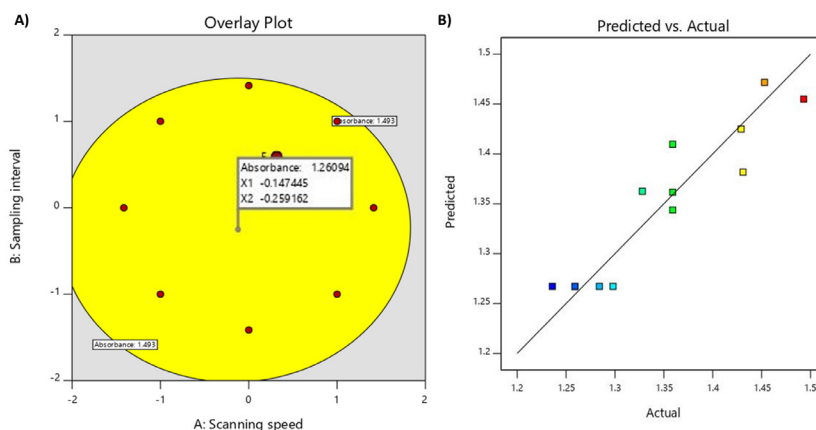 A)
Overlay Plot
2
1
0
-1
-2
B: Sampling interval
Absorbance: 1.493
Absorbance: 1.26094
X1 -0.147445
X2 -0.259162
Absorbance: 1.493
-2
-1
0
1
2
A: Scanning speed
B)
Predicted vs. Actual
1.5
1.45
1.4
1.35
1.3
1.25
1.2
Predicted
1.2
1.25
1.3
1.35
1.4
1.45
1.5
Actual